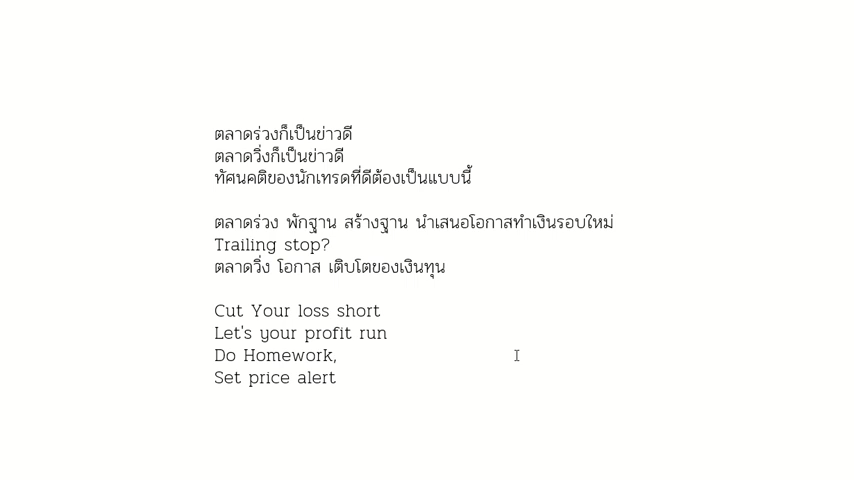 ตลาดร่วงก็เป็นข่าวดี
ตลาดวิ่งก็เป็นข่าวดี
ทัศนคติของนักเทรดที่ดีต้องเป็นแบบนี้
ตลาดร่วง พักฐาน สร้างฐาน นำเสนอโอกาสทำเงินรอบใหม่
Trailing stop?
ตลาดวิ่ง โอกาส เติบโตของเงินทุน
Cut Your loss short
Let's your profit run
Do Homework,
Set price alert